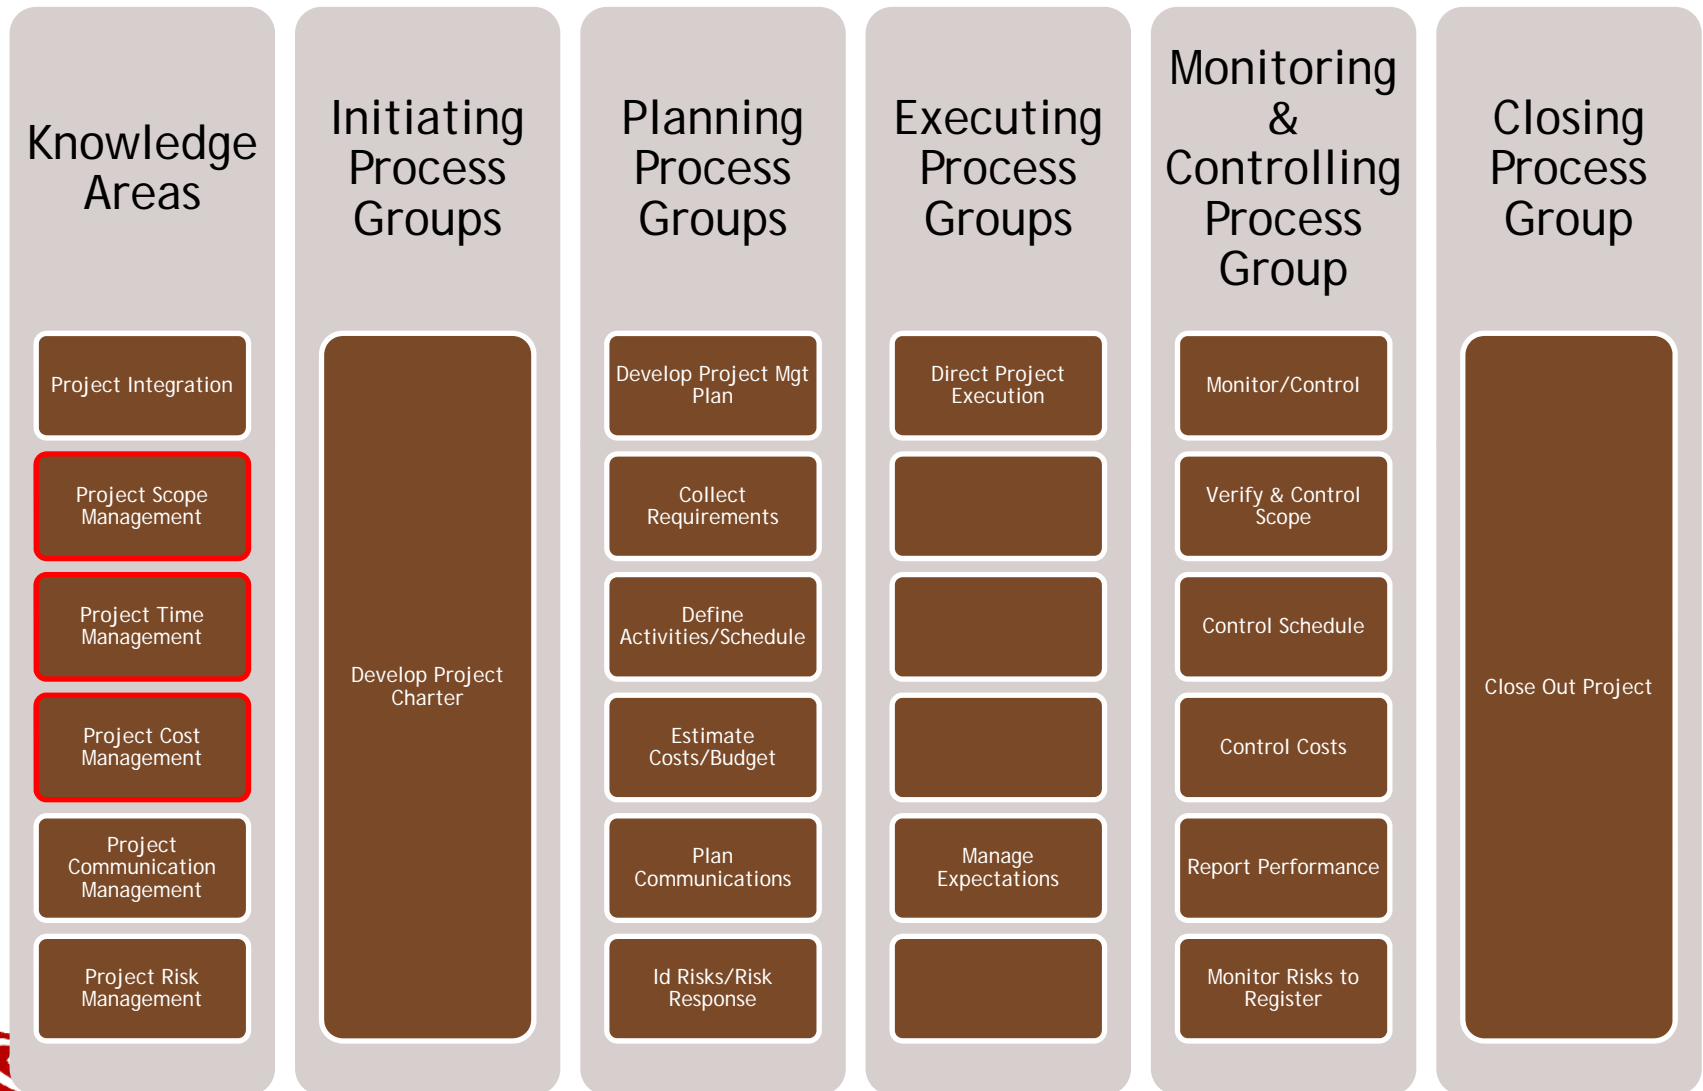 Knowledge
Areas
Project Integration
Project Scope
Management
Project Time
Management
Project Cost
Management
Project
Communication
Management
Project Risk
Management
Initiating
Process
Groups
Develop Project
Charter
Planning
Process
Groups
Develop Project Mgt
Plan
Collect
Requirements
Define
Activities/Schedule
Estimate
Costs/Budget
Plan
Communications
Id Risks/Risk
Response
Executing
Process
Groups
Direct Project
Execution
Manage
Expectations
Monitoring
&
Controlling
Process
Group
Monitor/Control
Verify & Control
Scope
Control Schedule
Control Costs
Report Performance
Monitor Risks to
Register
Closing
Process
Group
Close Out Project